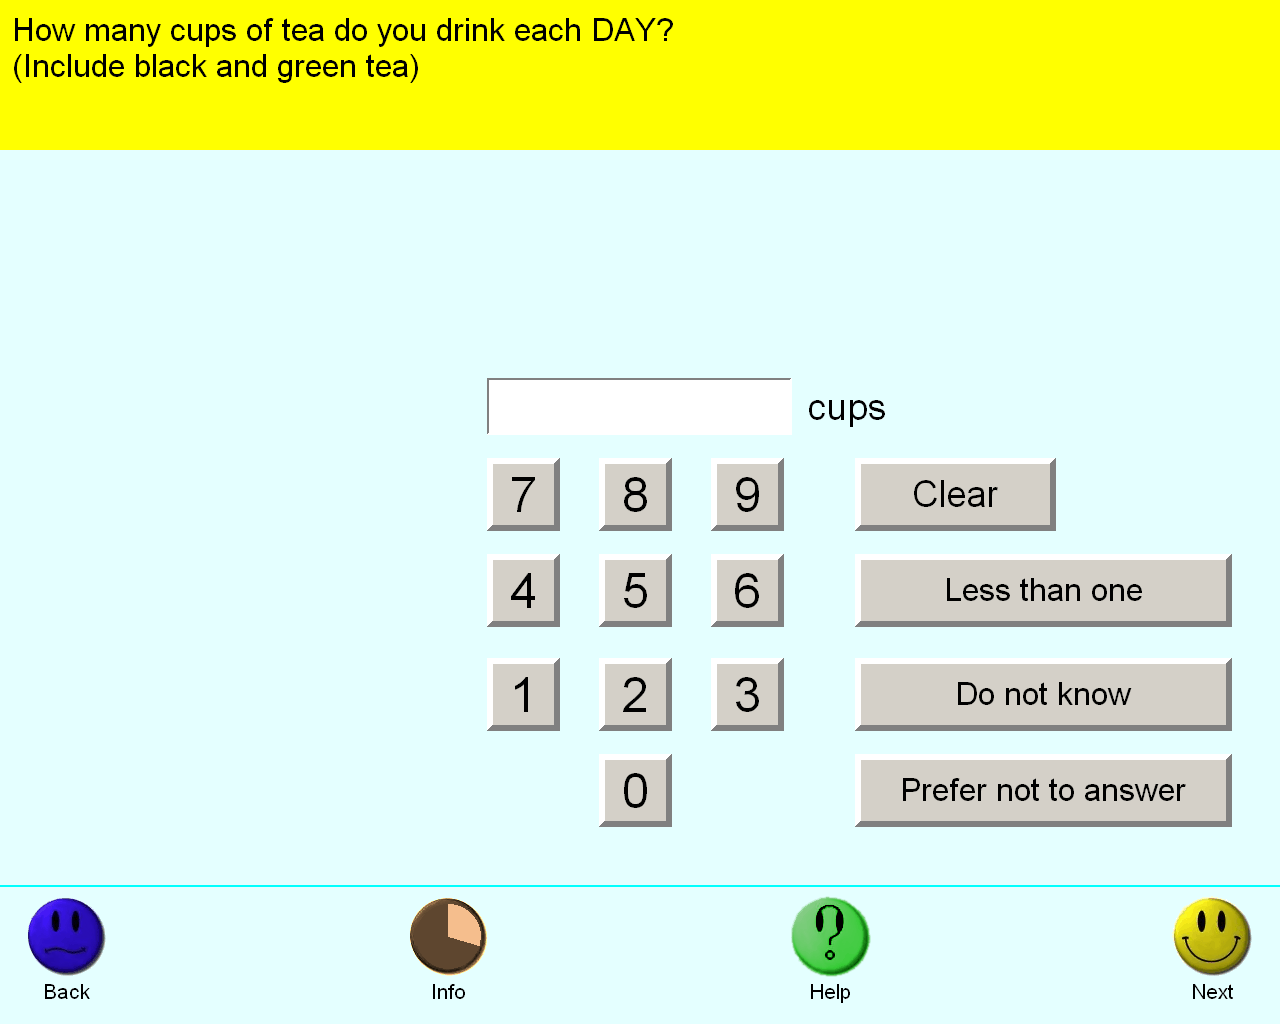 How many cups of tea do you drink each DAY?
(Include black and green tea)
cups
7 8 9 Clear
4 5 6 Less than one
1 2 3 Do not know
0 Prefer not to answer
?
Back Info Help Next